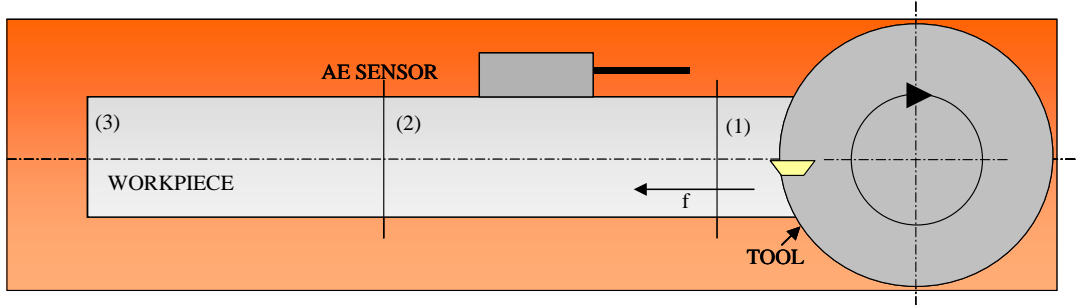 AE SENSOR
(3)
(2)
(1)
WORKPIECE
f
TOOL